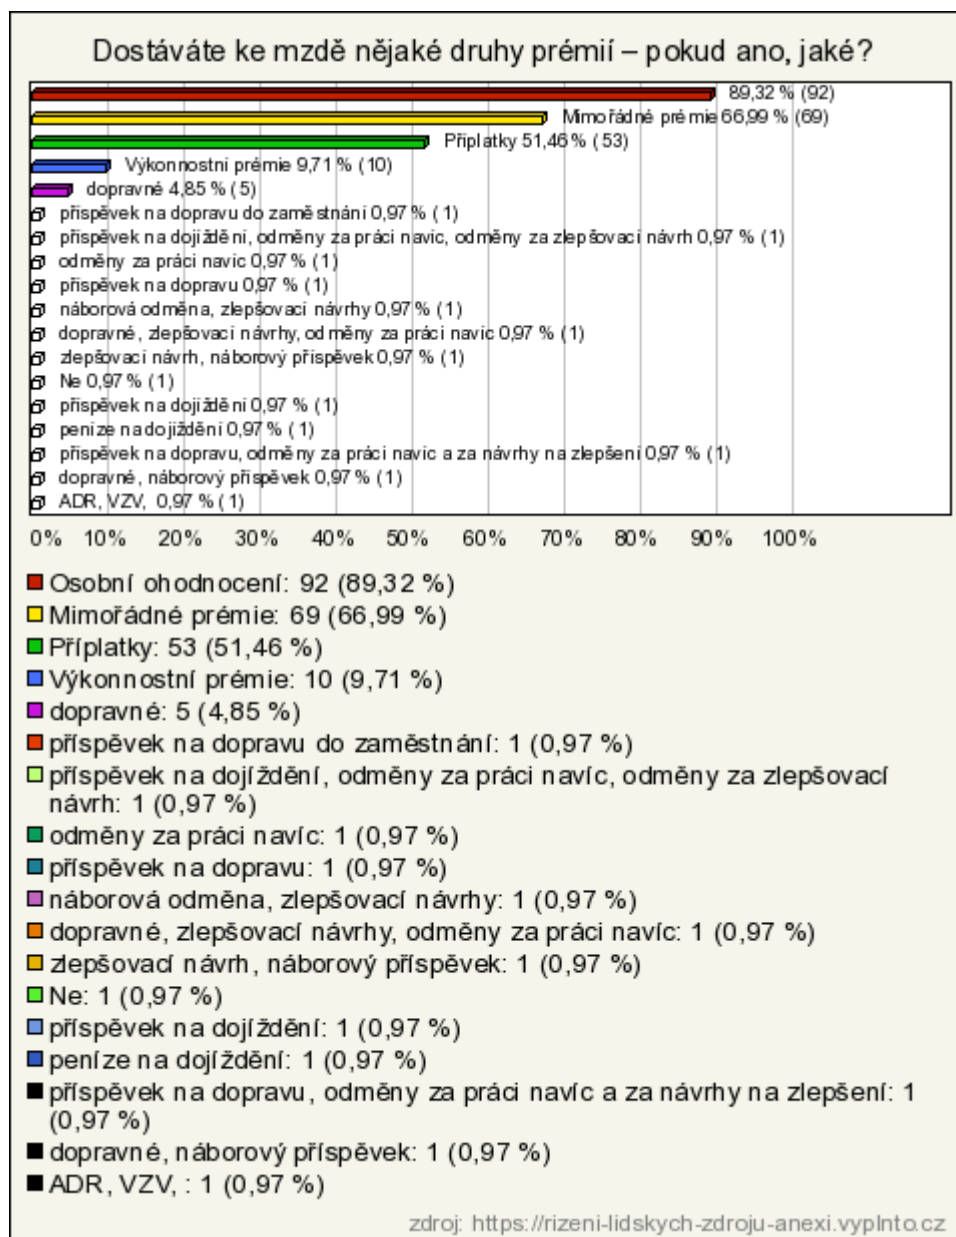 Dostáváte ke mzdě nějaké druhy prémií – pokud ano, jaké?
89,32 % (92)
Mimořádné prémie 66,99 % (69)
Příplatky 51,46 % (53)
Výkonnostní prémie 9,71 % (10)
dopravné 4,85 % (5)
příspěvek na dopravu do zaměstnání 0,97 % (1)
příspěvek na dojíždění, odměny za práci navíc, odměny za zlepšovací návrh 0,97 % (1)
odměny za práci navíc 0,97 % (1)
příspěvek na dopravu 0,97 % (1)
náborová odměna, zlepšovací návrhy 0,97 % (1)
dopravné, zlepšovací návrhy, odměny za práci navíc 0,97 % (1)
zlepšovací návrh, náborový příspěvek 0,97 % (1)
Ne 0,97 % (1)
příspěvek na dojíždění 0,97 % (1)
peníze na dojíždění 0,97 % (1)
příspěvek na dopravu, odměny za práci navíc a za návrhy na zlepšení 0,97 % (1)
dopravné, náborový příspěvek 0,97 % (1)
ADR, VZV,  0,97 % (1)
0% 10% 20% 30% 40% 50% 60% 70% 80% 90% 100%
Osobní ohodnocení: 92 (89,32 %)
Mimořádné prémie: 69 (66,99 %)
Příplatky: 53 (51,46 %)
Výkonnostní prémie: 10 (9,71 %)
dopravné: 5 (4,85 %)
příspěvek na dopravu do zaměstnání: 1 (0,97 %)
příspěvek na dojíždění, odměny za práci navíc, odměny za zlepšovací
návrh: 1 (0,97 %)
odměny za práci navíc: 1 (0,97 %)
příspěvek na dopravu: 1 (0,97 %)
náborová odměna, zlepšovací návrhy: 1 (0,97 %)
dopravné, zlepšovací návrhy, odměny za práci navíc: 1 (0,97 %)
zlepšovací návrh, náborový příspěvek: 1 (0,97 %)
Ne: 1 (0,97 %)
příspěvek na dojíždění: 1 (0,97 %)
peníze na dojíždění: 1 (0,97 %)
příspěvek na dopravu, odměny za práci navíc a za návrhy na zlepšení: 1
(0,97 %)
dopravné, náborový příspěvek: 1 (0,97 %)
ADR, VZV, : 1 (0,97 %)
zdroj: https://rizeni-lidskych-zdroju-anexi.vyplnto.cz